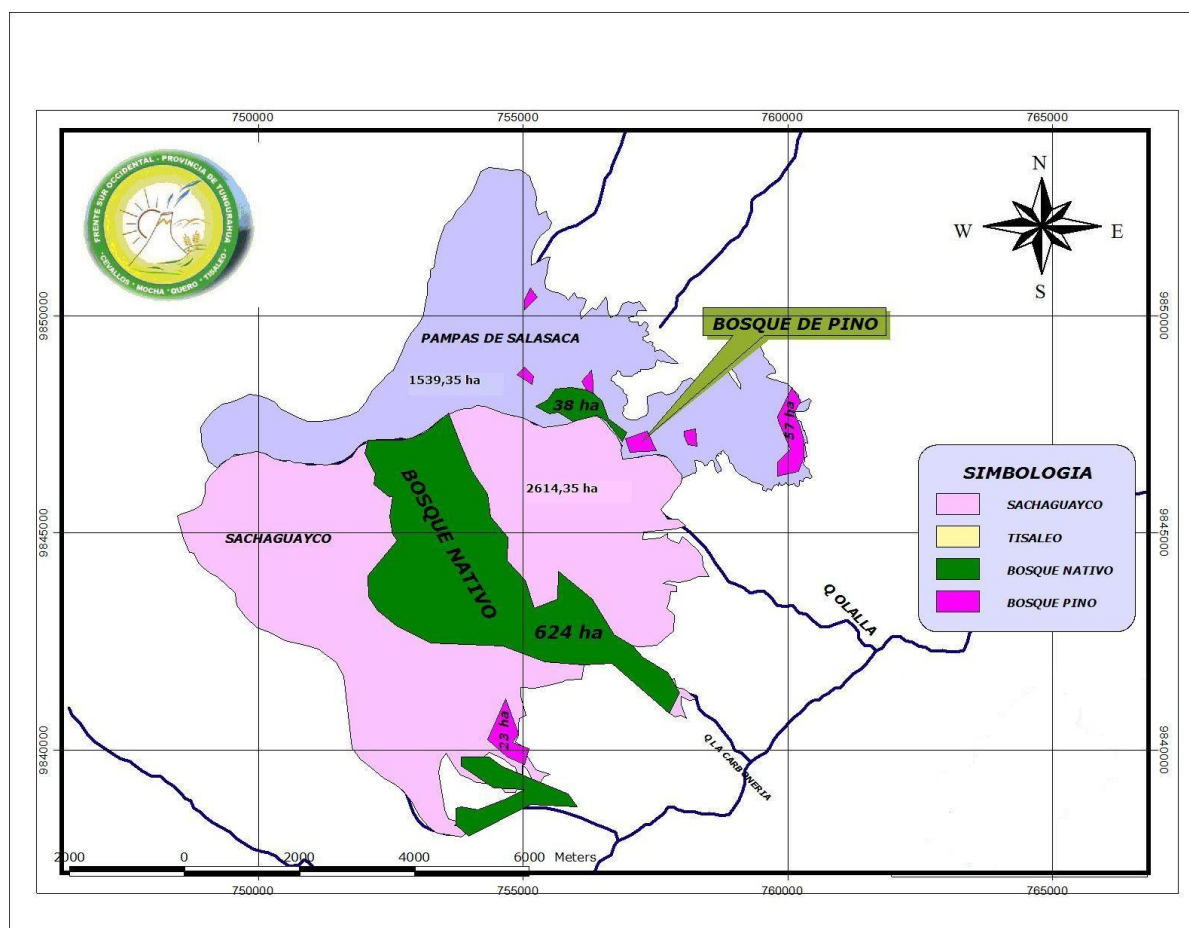 FRENTE SUR OCCIDENTAL - PROVINCIA DE TUNGURAHUA
· CEVALLOS * MOCHA * QUERO * TISALEO ·
750000
755000
760000
765000
N
W
E
S
9850000
9850000
BOSQUE DE PINO
PAMPAS DE SALASACA
1539,35 ha
38 ha
57 ha
BOSQUE NATIVO
2614,35 ha
SIMBOLOGIA
SACHAGUAYCO
TISALEO
BOSQUE NATIVO
BOSQUE PINO
9845000
9845000
SACHAGUAYCO
Q OLALLA
624 ha
23 ha
9840000
9840000
Q LA CARBONERIA
2000
0
2000
4000
6000 Meters
750000
755000
760000
765000